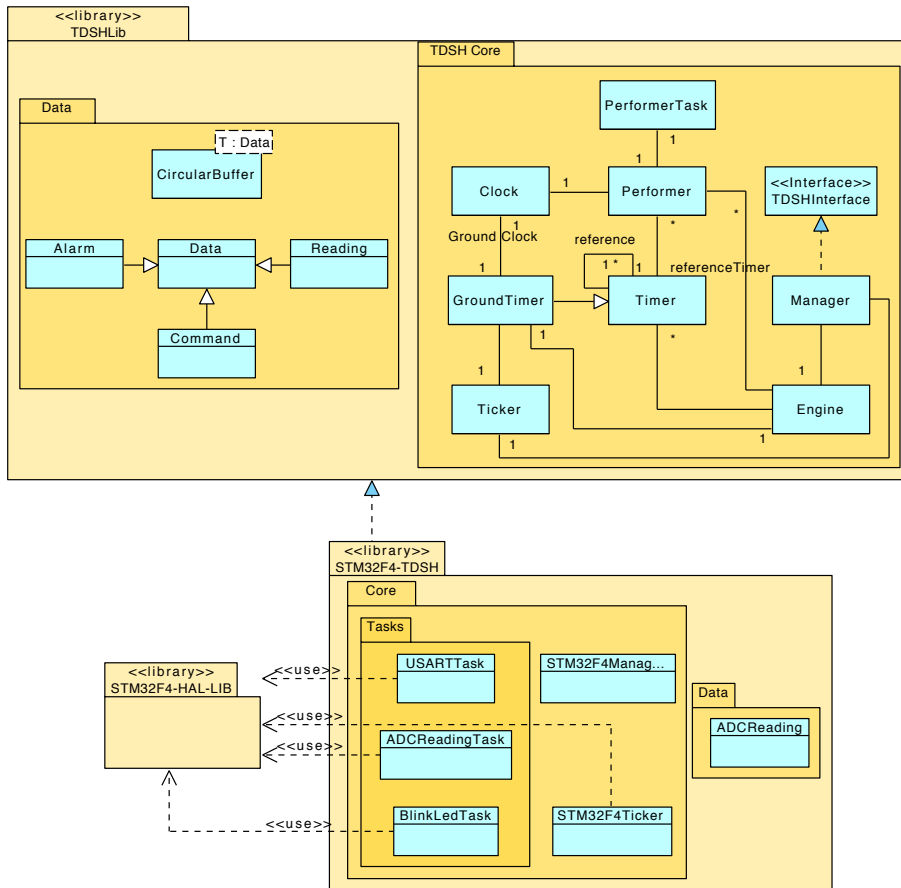 <<library>>
TDSHLib
TDSH Core
PerformerTask
1
1
Data
T : Data
CircularBuffer
Clock
1
Performer
<<Interface>>
TDSHInterface
1
*
*
Ground Clock
reference
Alarm
Data
Reading
1
1 *
1
referenceTimer
GroundTimer
Timer
Manager
Command
1
*
1
1
Ticker
Engine
1
1
<<library>>
STM32F4-TDSH
Core
Tasks
<<library>>
STM32F4-HAL-LIB
<<use>>
USARTTask
STM32F4Manag...
Data
<<use>>
ADCReading
ADCReadingTask
<<use>>
BlinkLedTask
STM32F4Ticker
<<use>>